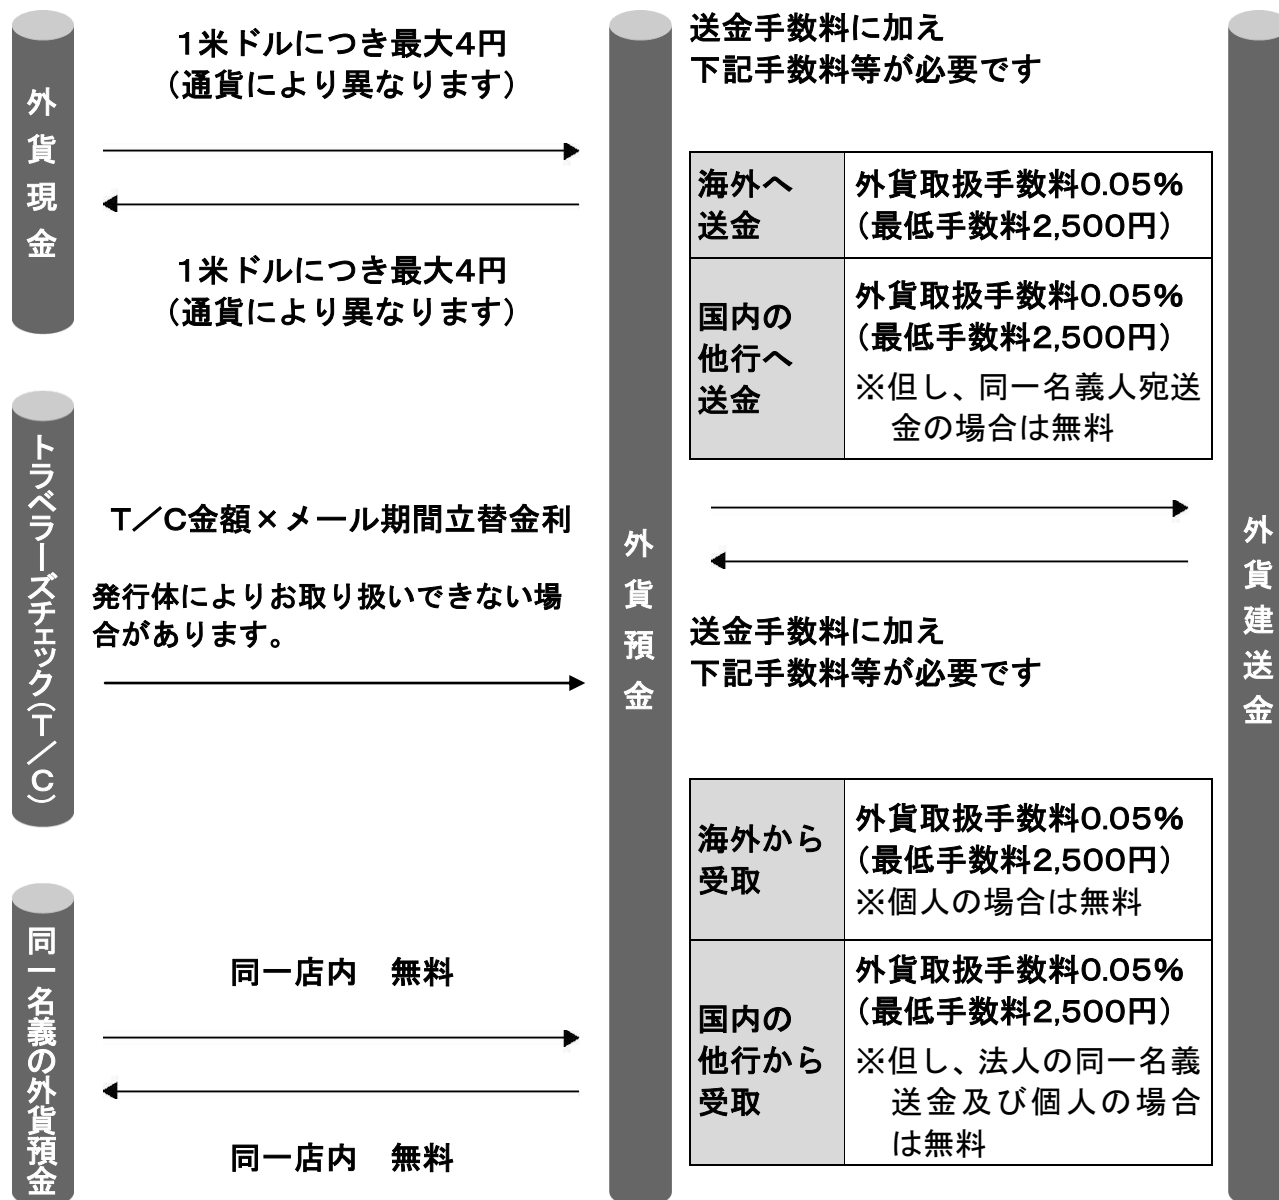 外貨現金
1米ドルにつき最大4円
（通貨により異なります）
1米ドルにつき最大4円
（通貨により異なります）
トラベラーズチェック（T／C）
T／C金額×メール期間立替金利
発行体によりお取り扱いできない場
合があります。
同一名義の外貨預金
同一店内　無料
同一店内　無料
外貨預金
送金手数料に加え
下記手数料等が必要です
海外へ
送金
外貨取扱手数料0.05%
（最低手数料2,500円）
国内の
他行へ
送金
外貨取扱手数料0.05%
（最低手数料2,500円）
※但し、同一名義人宛送
金の場合は無料
送金手数料に加え
下記手数料等が必要です
海外から
受取
外貨取扱手数料0.05%
（最低手数料2,500円）
※個人の場合は無料
国内の
他行から
受取
外貨取扱手数料0.05%
（最低手数料2,500円）
※但し、法人の同一名義
送金及び個人の場合
は無料
外貨建送金